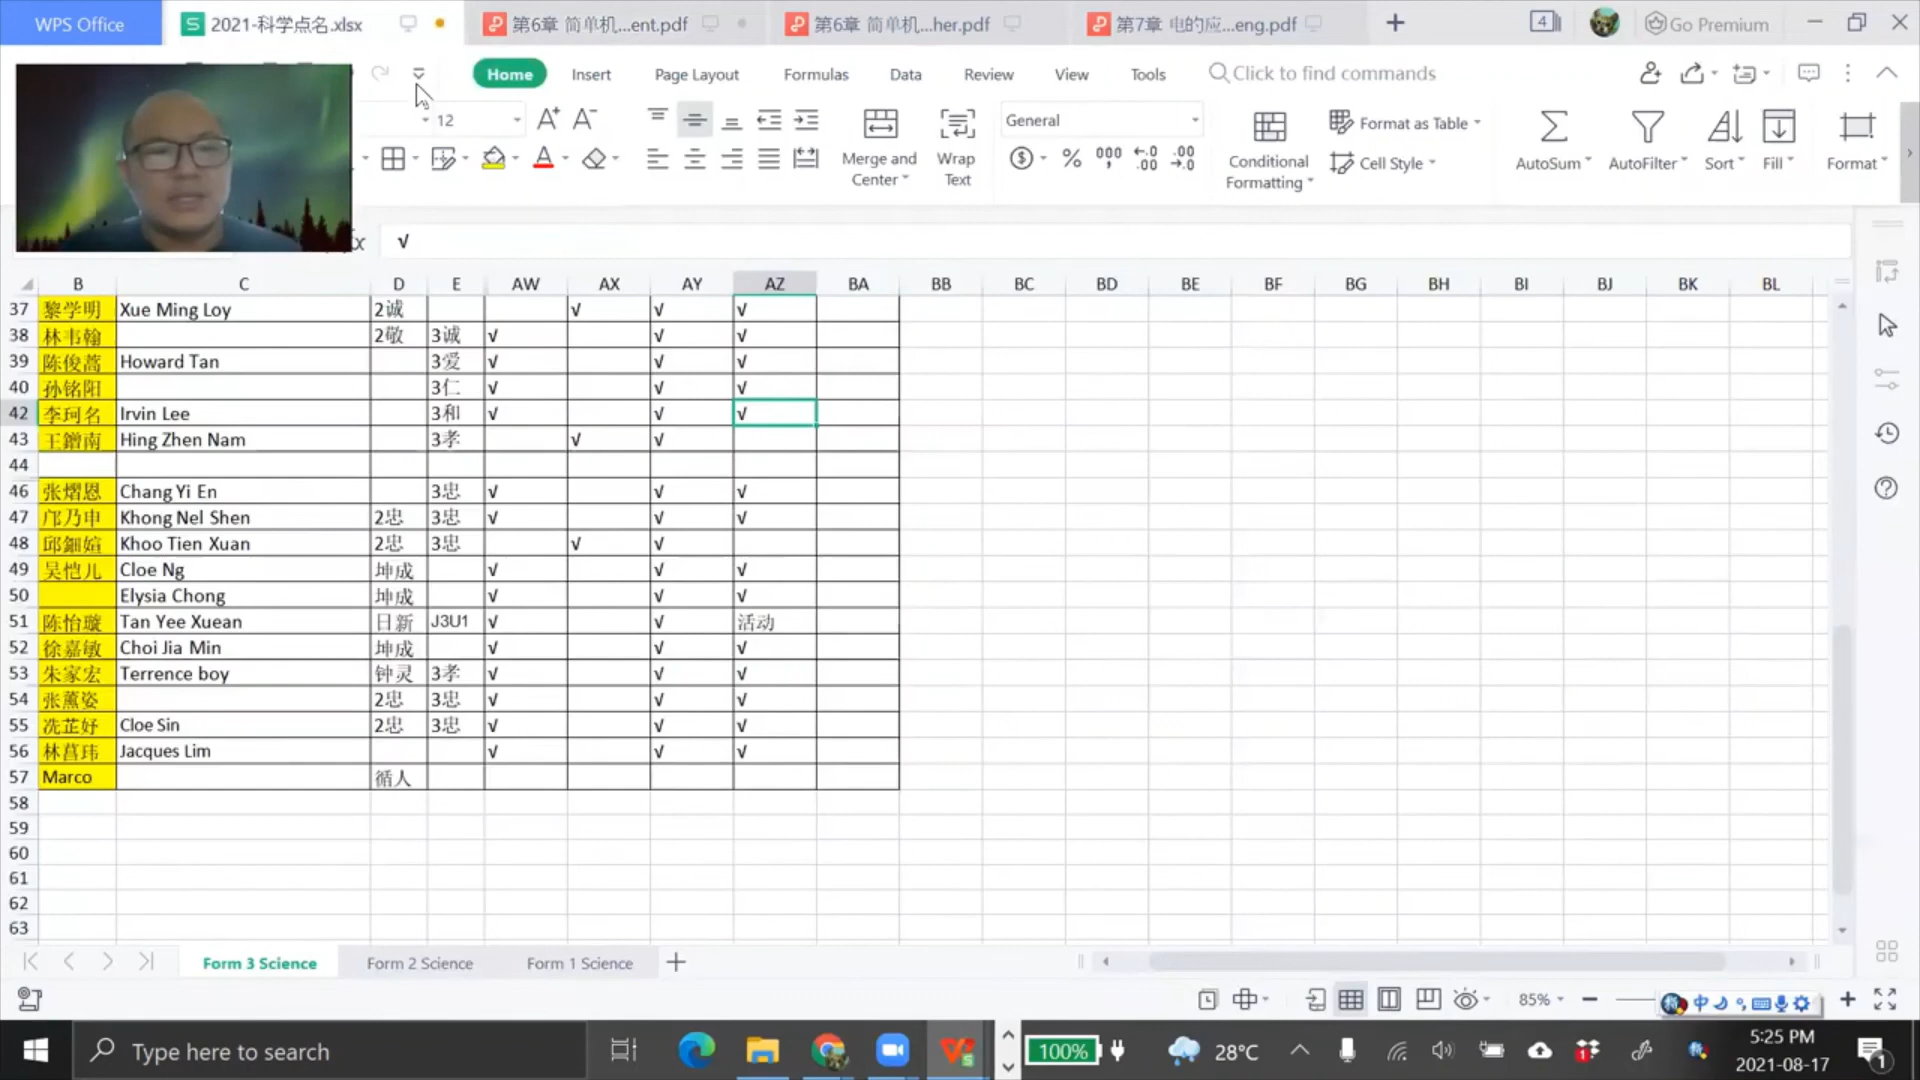 WPS Office 2021-科学点名.xlsx 第6章 简单机...ent.pdf 第6章 简单机...her.pdf 第7章 电的应...eng.pdf + 4 Go Premium
Home Insert Page Layout Formulas Data Review View Tools Click to find commands
12 A+ A- General Format as Table
Merge and Center Wrap Text Conditional Formatting Cell Style AutoSum AutoFilter Sort Fill Format
√
B C D E AW AX AY AZ BA BB BC BD BE BF BG BH BI BJ BK BL
37 黎学明 Xue Ming Loy 2诚 √ √ √
38 林韦翰 2敬 3诚 √ √ √
39 陈俊蒿 Howard Tan 3爱 √ √ √
40 孙铭阳 3仁 √ √ √
42 李珂名 Irvin Lee 3和 √ √ √
43 王鏳南 Hing Zhen Nam 3孝 √ √
44
46 张熠恩 Chang Yi En 3忠 √ √ √
47 邝乃申 Khong Nel Shen 2忠 3忠 √ √ √
48 邱鈿媗 Khoo Tien Xuan 2忠 3忠 √ √
49 吴恺儿 Cloe Ng 坤成 √ √ √
50 Elysia Chong 坤成 √ √ √
51 陈怡璇 Tan Yee Xuean 日新 J3U1 √ √ 活动
52 徐嘉敏 Choi Jia Min 坤成 √ √ √
53 朱家宏 Terrence boy 钟灵 3孝 √ √ √
54 张薰姿 2忠 3忠 √ √ √
55 冼芷妤 Cloe Sin 2忠 3忠 √ √ √
56 林菖玮 Jacques Lim √ √ √
57 Marco 循人
58
59
60
61
62
63
Form 3 Science Form 2 Science Form 1 Science +
85% 中
Type here to search 100% 28°C 1 5:25 PM 2021-08-17 1